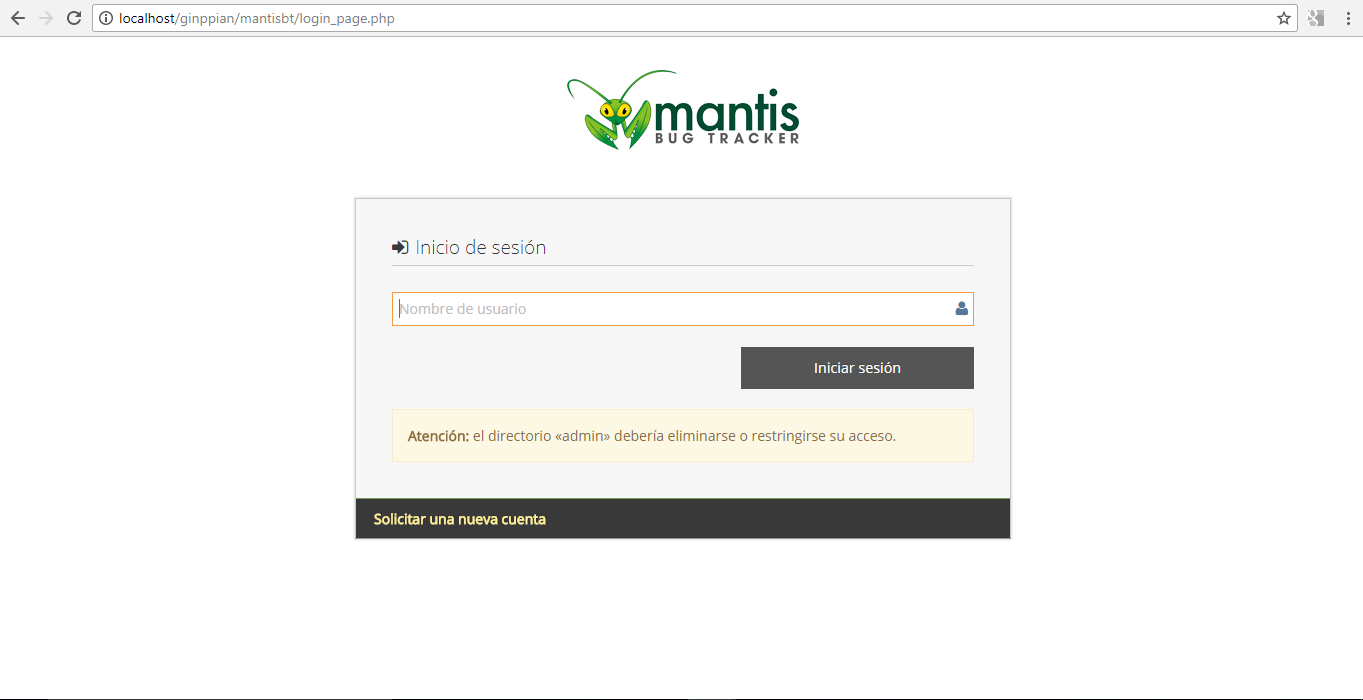 localhost/ginppian/mantisbt/login_page.php
mantis
BUG TRACKER
Inicio de sesión
Nombre de usuario
Iniciar sesión
Atención: el directorio «admin» debería eliminarse o restringirse su acceso.
Solicitar una nueva cuenta